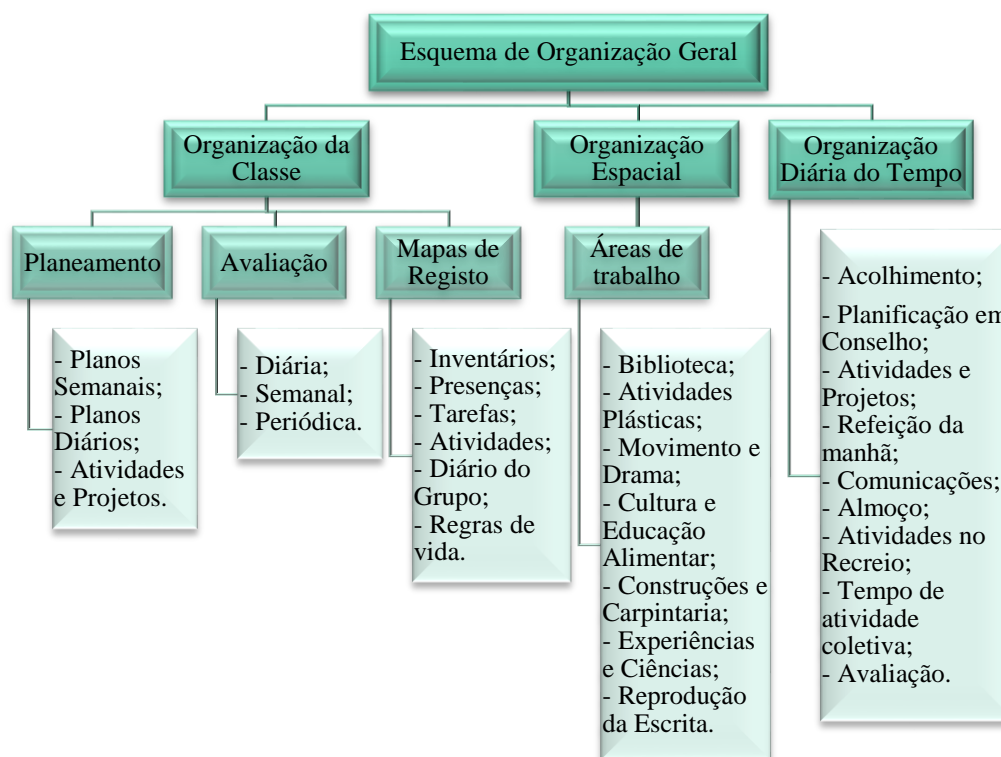 Esquema de Organização Geral
Organização da
Classe
Organização
Espacial
Organização
Diária do Tempo
Planeamento
Avaliação
Mapas de
Registo
Áreas de
trabalho
- Planos
Semanais;
- Planos
Diários;
- Atividades
e Projetos.
- Diária;
- Semanal;
- Periódica.
- Inventários;
- Presenças;
- Tarefas;
- Atividades;
- Diário do
Grupo;
- Regras de
vida.
- Biblioteca;
- Atividades
Plásticas;
- Movimento e
Drama;
- Cultura e
Educação
Alimentar;
- Construções e
Carpintaria;
- Experiências
e Ciências;
- Reprodução
da Escrita.
- Acolhimento;
- Planificação em
Conselho;
- Atividades e
Projetos;
- Refeição da
manhã;
- Comunicações;
- Almoço;
- Atividades no
Recreio;
- Tempo de
atividade
coletiva;
- Avaliação.